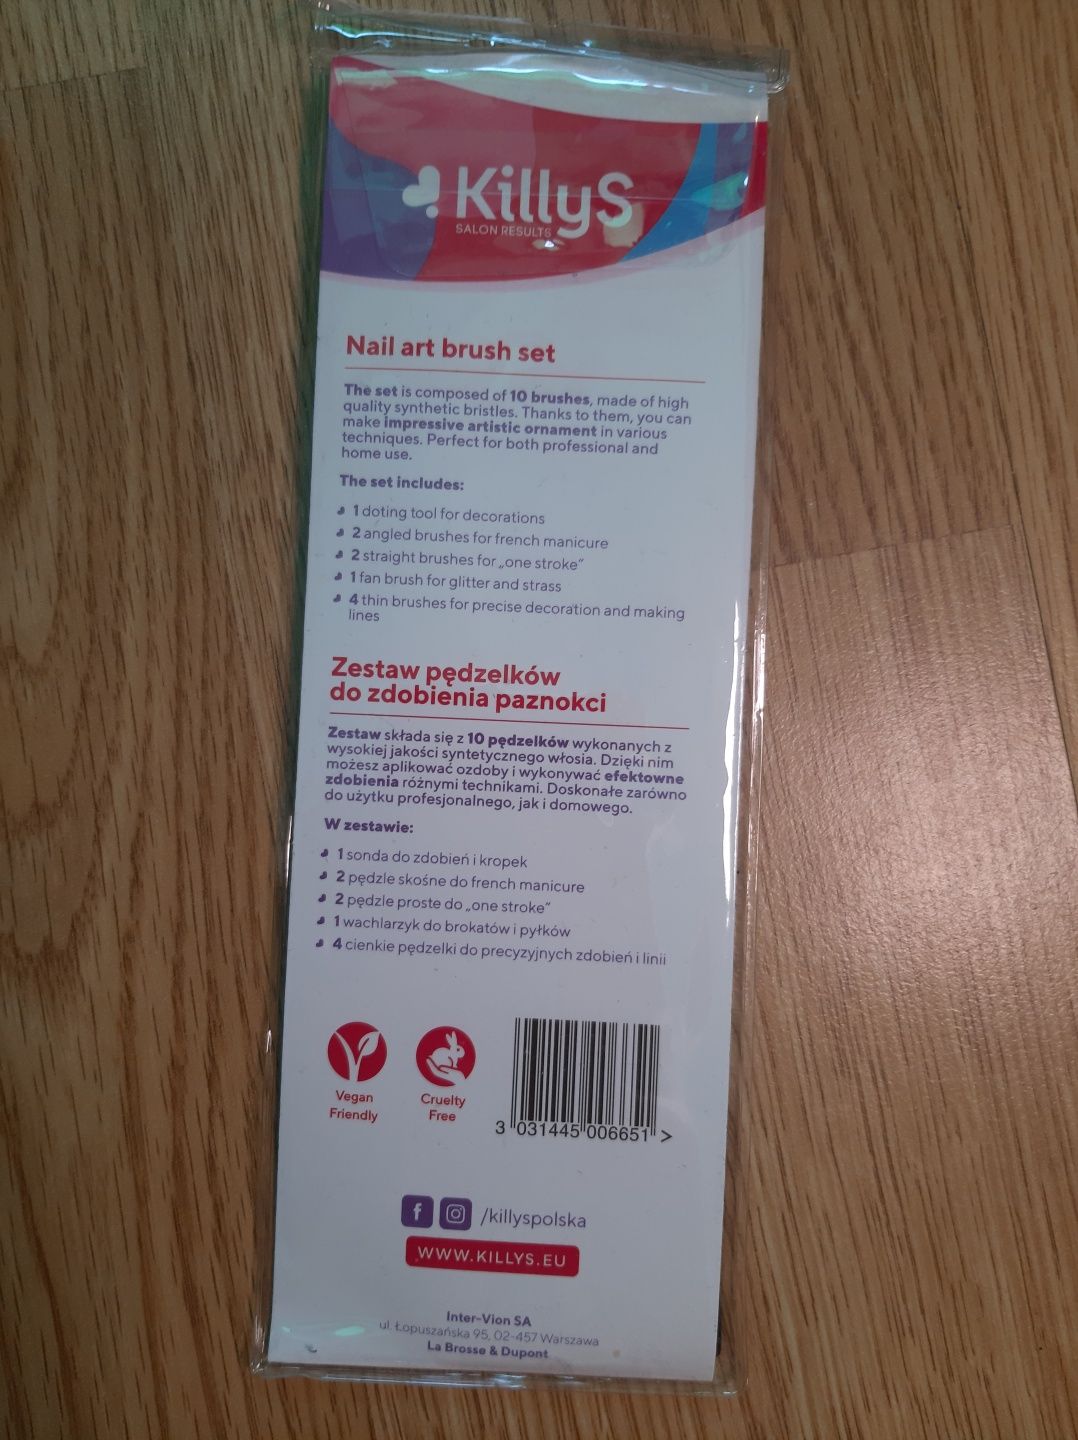 KillyS
SALON RESULTS
Nail art brush set
The set is composed of 10 brushes, made of high
quality synthetic bristles. Thanks to them, you can
make impressive artistic ornament in various
techniques. Perfect for both professional and
home use.
The set includes:
1 doting tool for decorations
2 angled brushes for french manicure
2 straight brushes for „one stroke”
1 fan brush for glitter and strass
4 thin brushes for precise decoration and making
lines
Zestaw pędzelków
do zdobienia paznokci
Zestaw składa się z 10 pędzelków wykonanych z
wysokiej jakości syntetycznego włosia. Dzięki nim
możesz aplikować ozdoby i wykonywać efektowne
zdobienia różnymi technikami. Doskonałe zarówno
do użytku profesjonalnego, jak i domowego.
W zestawie:
1 sonda do zdobień i kropek
2 pędzle skośne do french manicure
2 pędzle proste do „one stroke”
1 wachlarzyk do brokatów i pyłków
4 cienkie pędzelki do precyzyjnych zdobień i linii
Vegan
Friendly
Cruelty
Free
3 031445 006651 >
/killyspolska
WWW.KILLYS.EU
Inter-Vion SA
ul. Łopuszańska 95, 02-457 Warszawa
La Brosse & Dupont